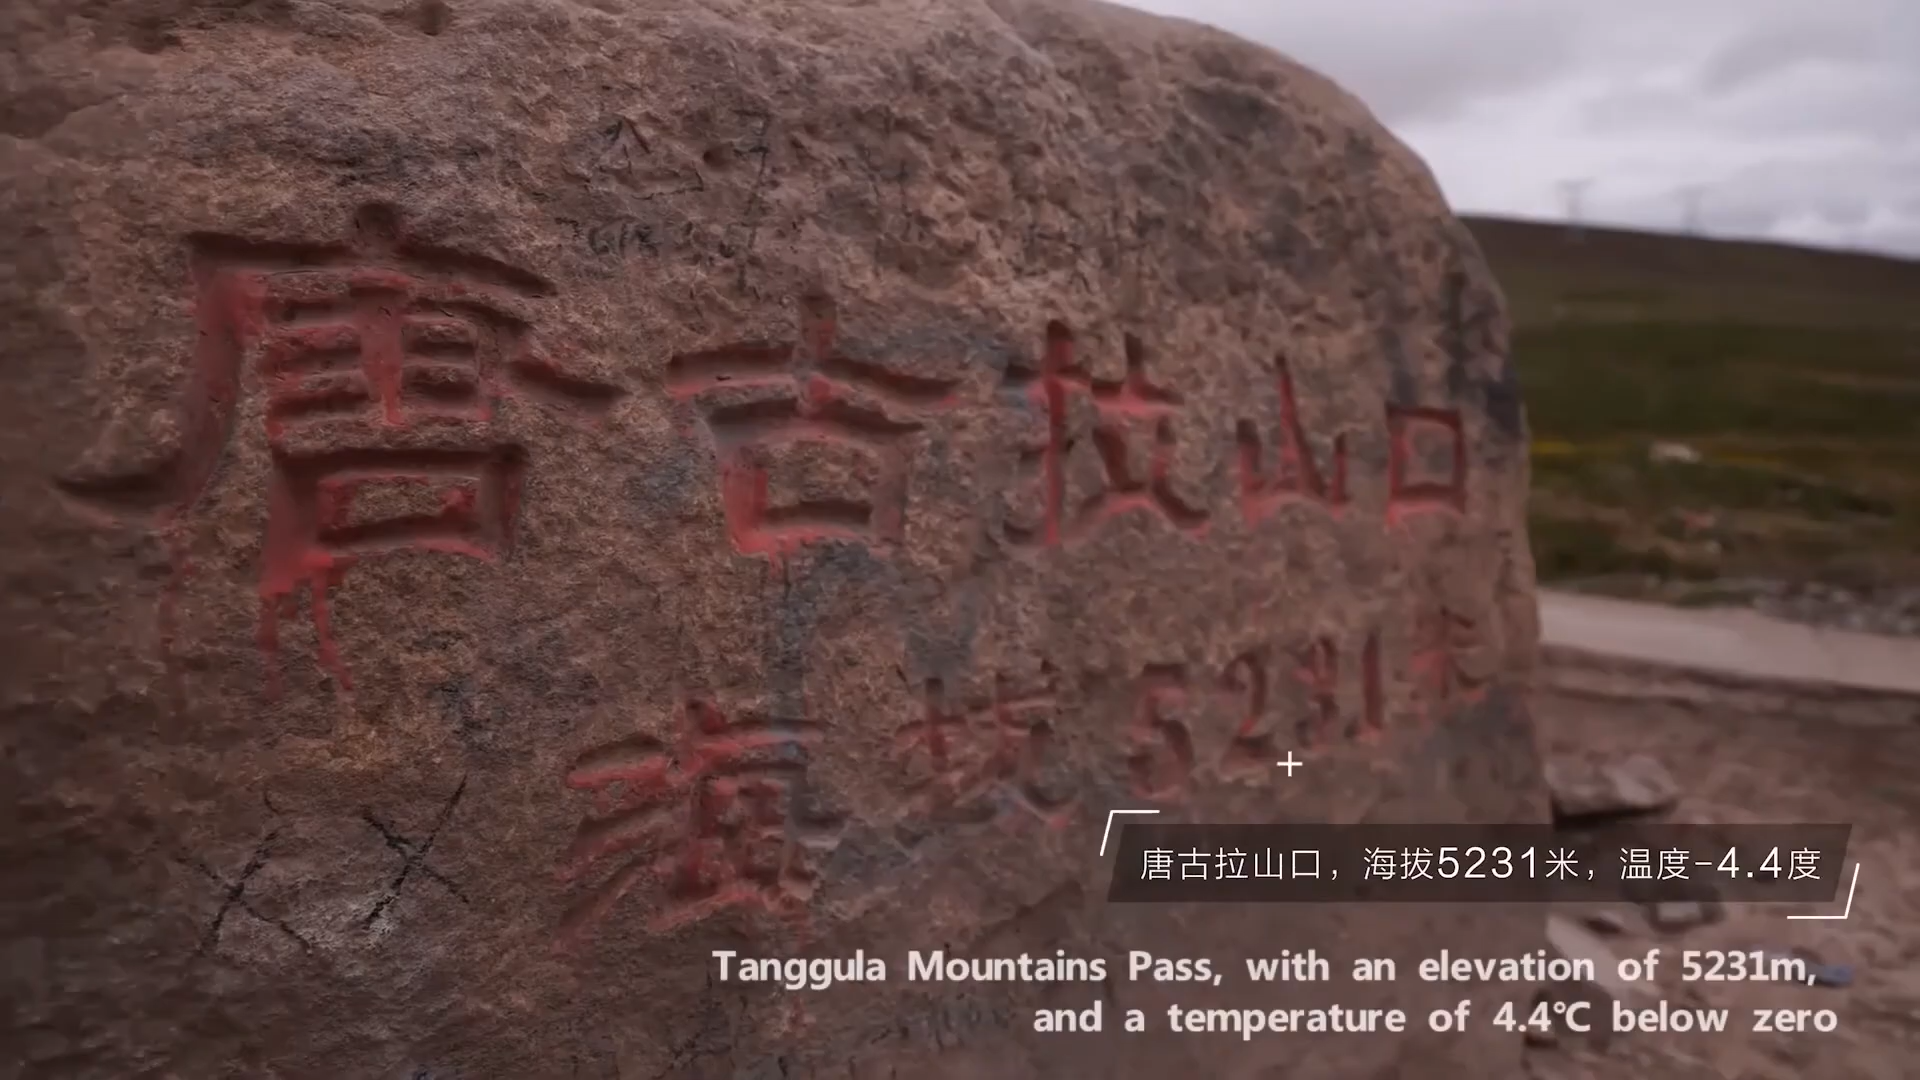 唐古拉山口
海拔5231米
唐古拉山口，海拔5231米，温度-4.4度
Tanggula Mountains Pass, with an elevation of 5231m,
and a temperature of 4.4℃ below zero